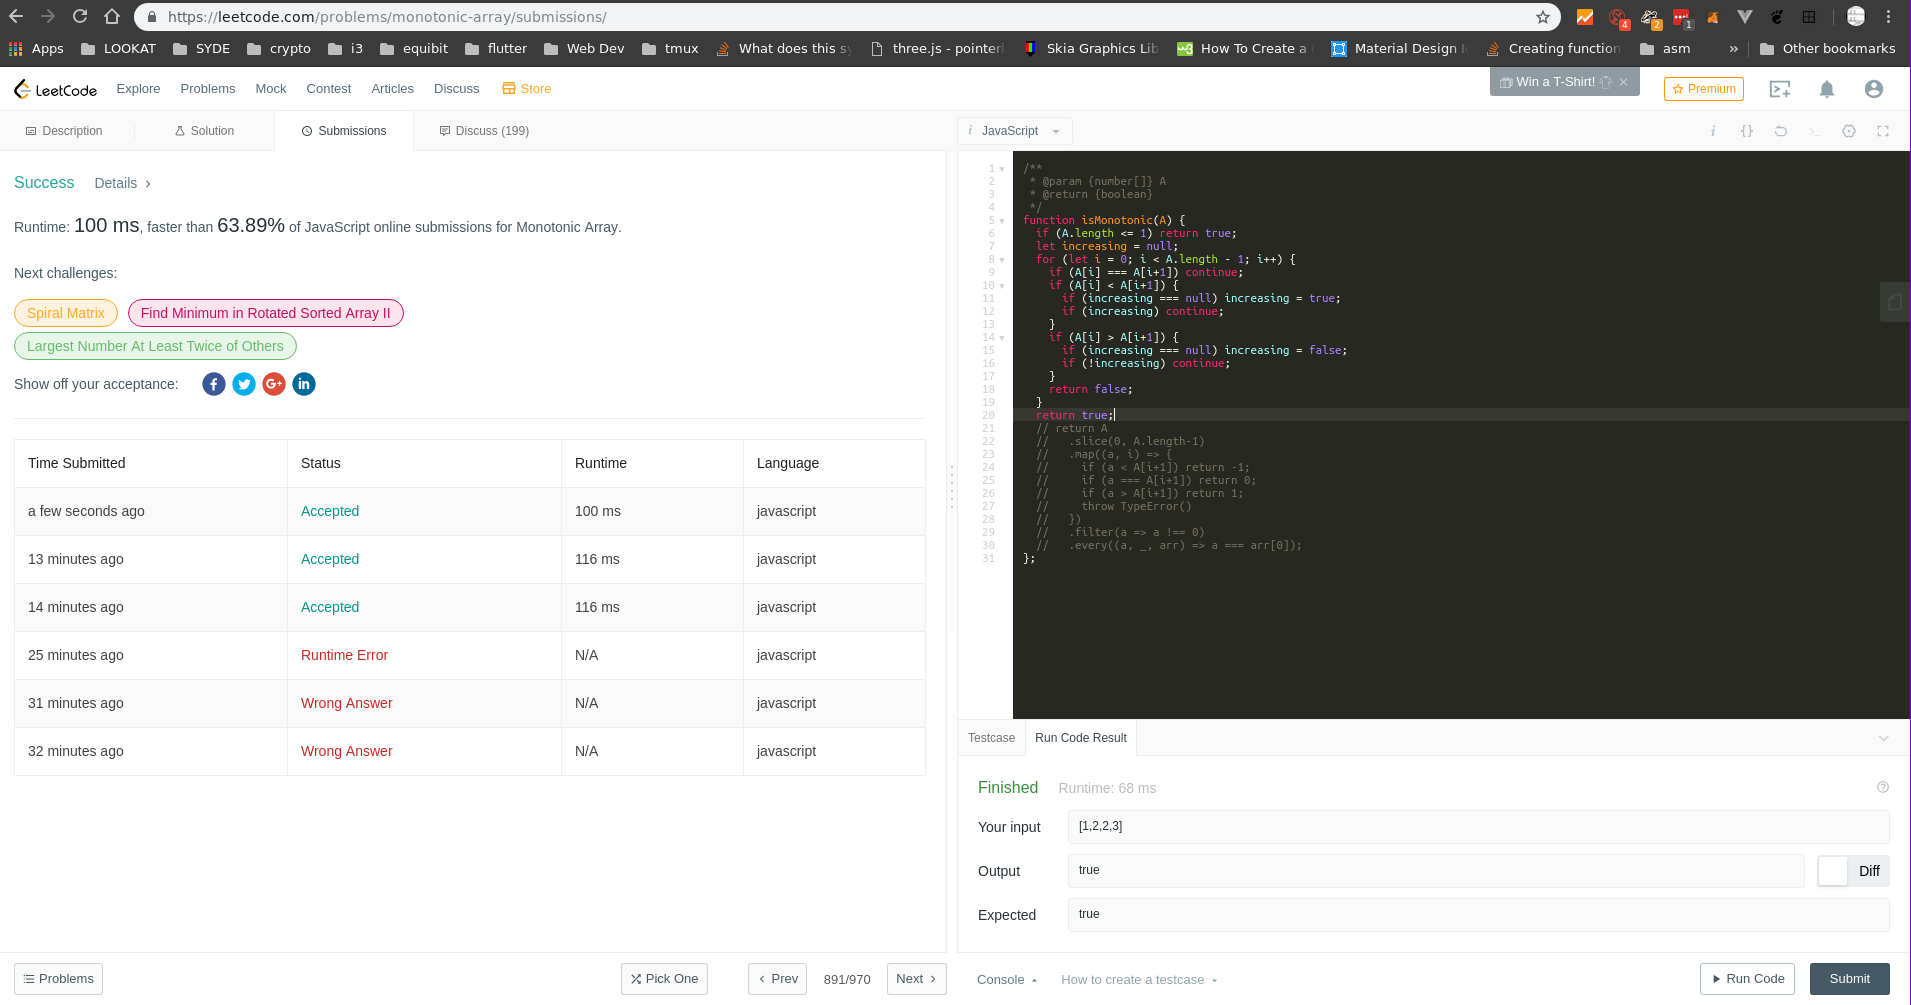 https://leetcode.com/problems/monotonic-array/submissions/
4
2
1
Apps LOOKAT SYDE crypto i3 equibit flutter Web Dev tmux What does this sy three.js - pointer Skia Graphics Lib How To Create a Material Design Ic Creating function asm » Other bookmarks
LeetCode Explore Problems Mock Contest Articles Discuss Store
Win a T-Shirt! ×
Premium
Description Solution Submissions Discuss (199)
i JavaScript
i {} >_
Success Details >
Runtime: 100 ms, faster than 63.89% of JavaScript online submissions for Monotonic Array.
Next challenges:
Spiral Matrix Find Minimum in Rotated Sorted Array II
Largest Number At Least Twice of Others
Show off your acceptance: f G+ in
Time Submitted Status Runtime Language
a few seconds ago Accepted 100 ms javascript
13 minutes ago Accepted 116 ms javascript
14 minutes ago Accepted 116 ms javascript
25 minutes ago Runtime Error N/A javascript
31 minutes ago Wrong Answer N/A javascript
32 minutes ago Wrong Answer N/A javascript
1 /**
2 * @param {number[]} A
3 * @return {boolean}
4 */
5 function isMonotonic(A) {
6 if (A.length <= 1) return true;
7 let increasing = null;
8 for (let i = 0; i < A.length - 1; i++) {
9 if (A[i] === A[i+1]) continue;
10 if (A[i] < A[i+1]) {
11 if (increasing === null) increasing = true;
12 if (increasing) continue;
13 }
14 if (A[i] > A[i+1]) {
15 if (increasing === null) increasing = false;
16 if (!increasing) continue;
17 }
18 return false;
19 }
20 return true;
21 // return A
22 // .slice(0, A.length-1)
23 // .map((a, i) => {
24 // if (a < A[i+1]) return -1;
25 // if (a === A[i+1]) return 0;
26 // if (a > A[i+1]) return 1;
27 // throw TypeError()
28 // })
29 // .filter(a => a !== 0)
30 // .every((a, _, arr) => a === arr[0]);
31 };
Testcase Run Code Result
Finished Runtime: 68 ms
Your input [1,2,2,3]
Output true Diff
Expected true
Problems Pick One < Prev 891/970 Next >
Console How to create a testcase Run Code Submit